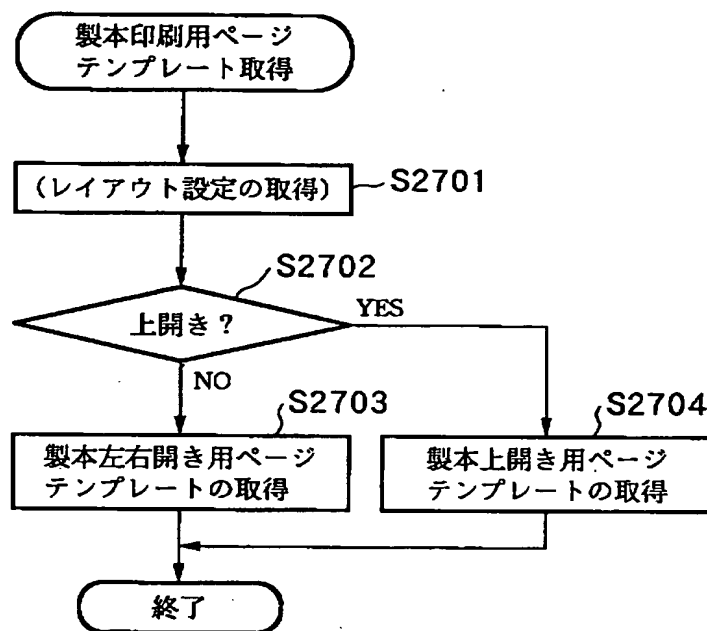 製本印刷用ページ
テンプレート取得
(レイアウト設定の取得)
S2701
S2702
上開き?
YES
NO
S2703
製本左右開き用ページ
テンプレートの取得
S2704
製本上開き用ページ
テンプレートの取得
終了